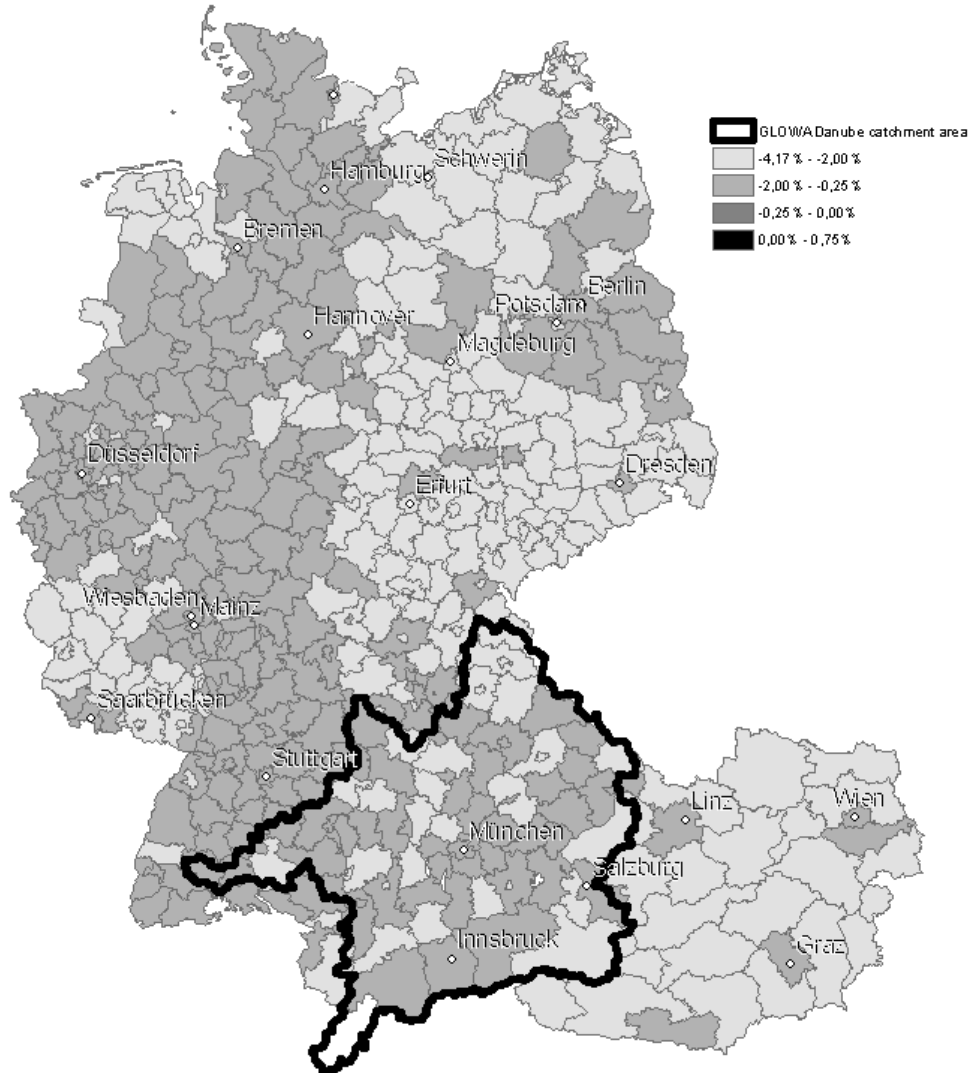 GLOWA Danube catchment area
-4,17 % - -2,00 %
-2,00 % - -0,25 %
-0,25 % - 0,00 %
0,00 % - 0,75 %
Schwerin
Hamburg
Bremen
Berlin
Potsdam
Hannover
Magdeburg
Düsseldorf
Dresden
Erfurt
Wiesbaden
Mainz
Saarbrücken
Stuttgart
Linz
Wien
München
Salzburg
Innsbruck
Graz